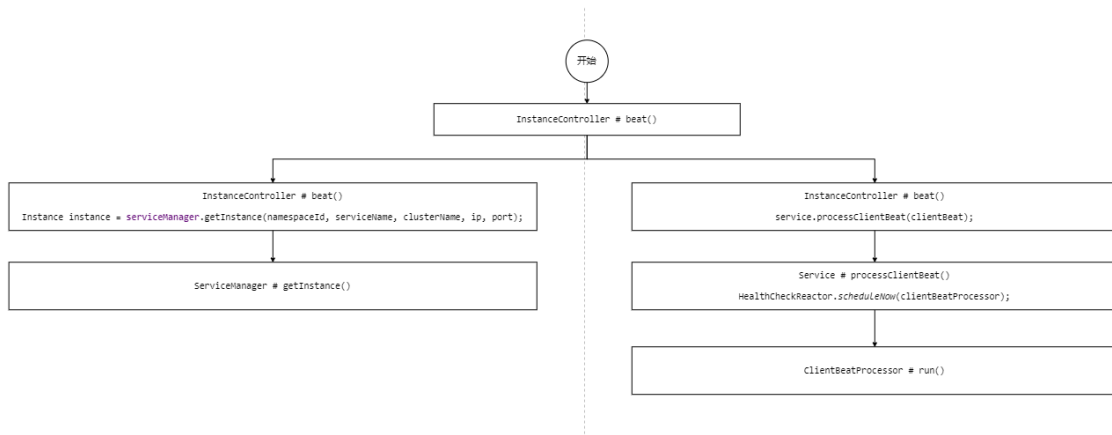 开始
InstanceController # beat()
InstanceController # beat()
Instance instance = serviceManager.getInstance(namespaceId, serviceName, clusterName, ip, port);
ServiceManager # getInstance()
InstanceController # beat()
service.processClientBeat(clientBeat);
Service # processClientBeat()
HealthCheckReactor.scheduleNow(clientBeatProcessor);
ClientBeatProcessor # run()